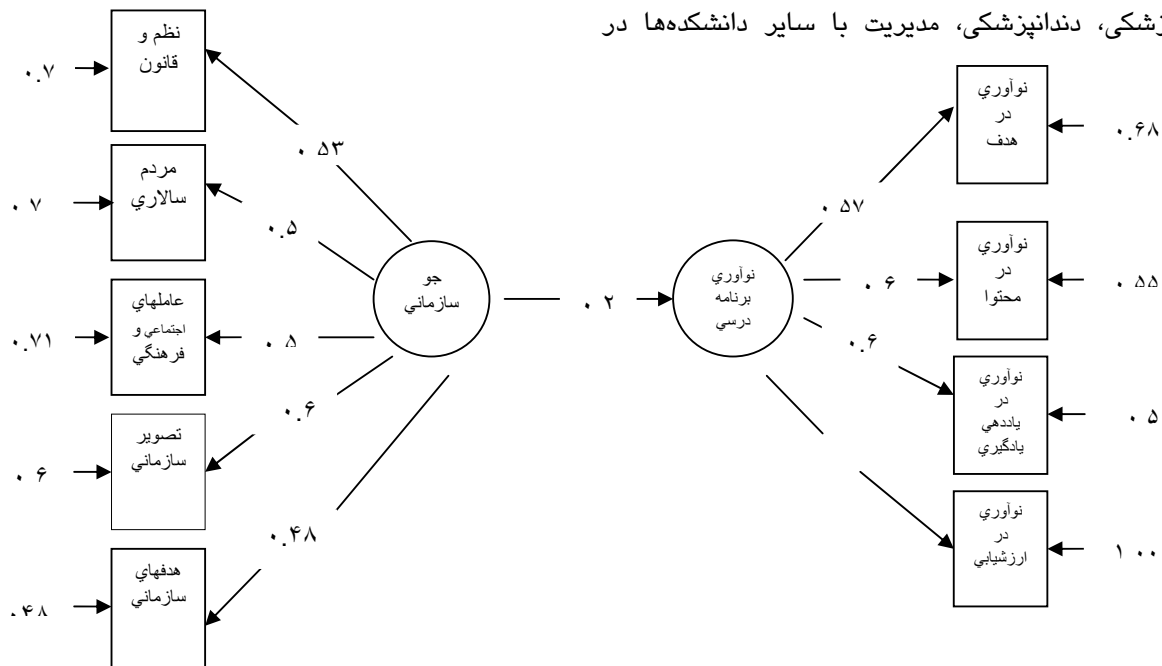 زشکی، دندانپزشکی، مدیریت با سایر دانشکده‌ها در
نظم و
قانون
۰.۷
۰.۵۳
مردم
سالاري
۰.۷
۰.۵
عاملهاي
اجتماعي و
فرهنگي
۰.۷۱
۰.۵
تصوير
سازماني
۰.۶
۰.۶
هدفهاي
سازماني
۰.۴۸
۰.۴۸
جو
سازماني
۰.۲
نوآوري
برنامه
درسي
نوآوري
در
هدف
۰.۶۸
۰.۵۷
نوآوري
در
محتوا
۰.۵۵
۰.۶
نوآوري
در
ياددهي
يادگيري
۰.۵
۰.۶
نوآوري
در
ارزشيابي
۱۰۰